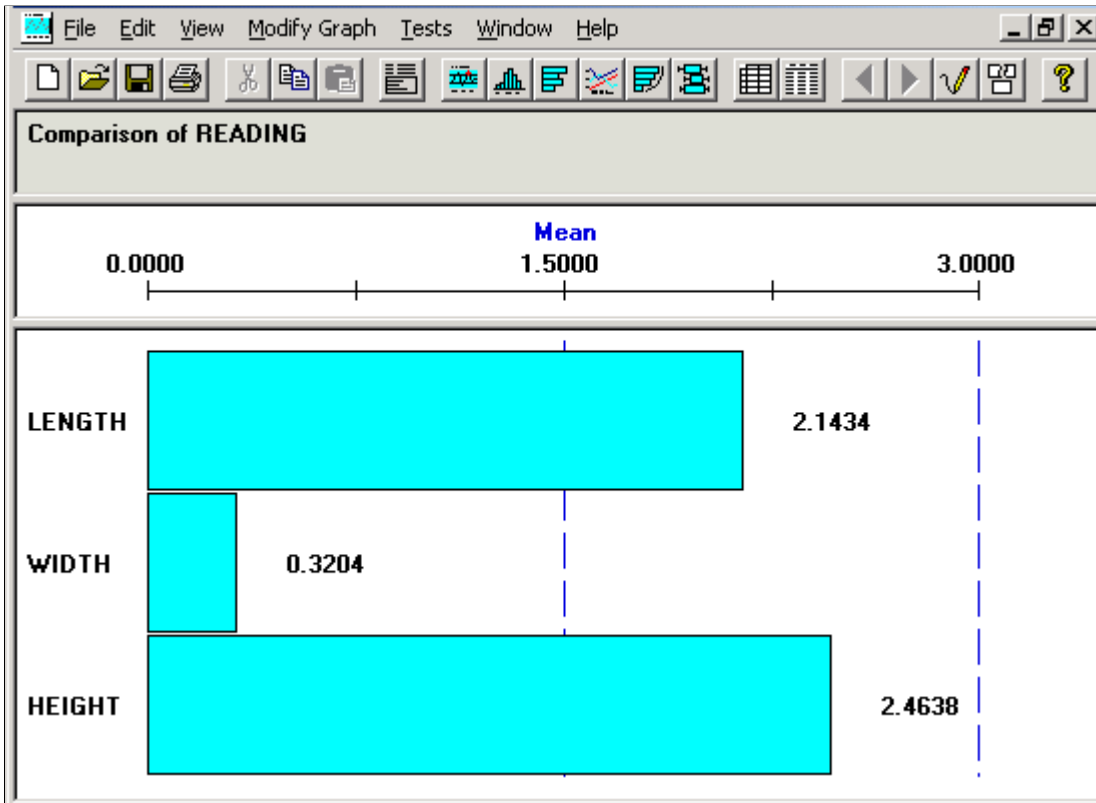 File Edit View Modify Graph Tests Window Help
Comparison of READING
Mean
0.0000 1.5000 3.0000
LENGTH 2.1434
WIDTH 0.3204
HEIGHT 2.4638